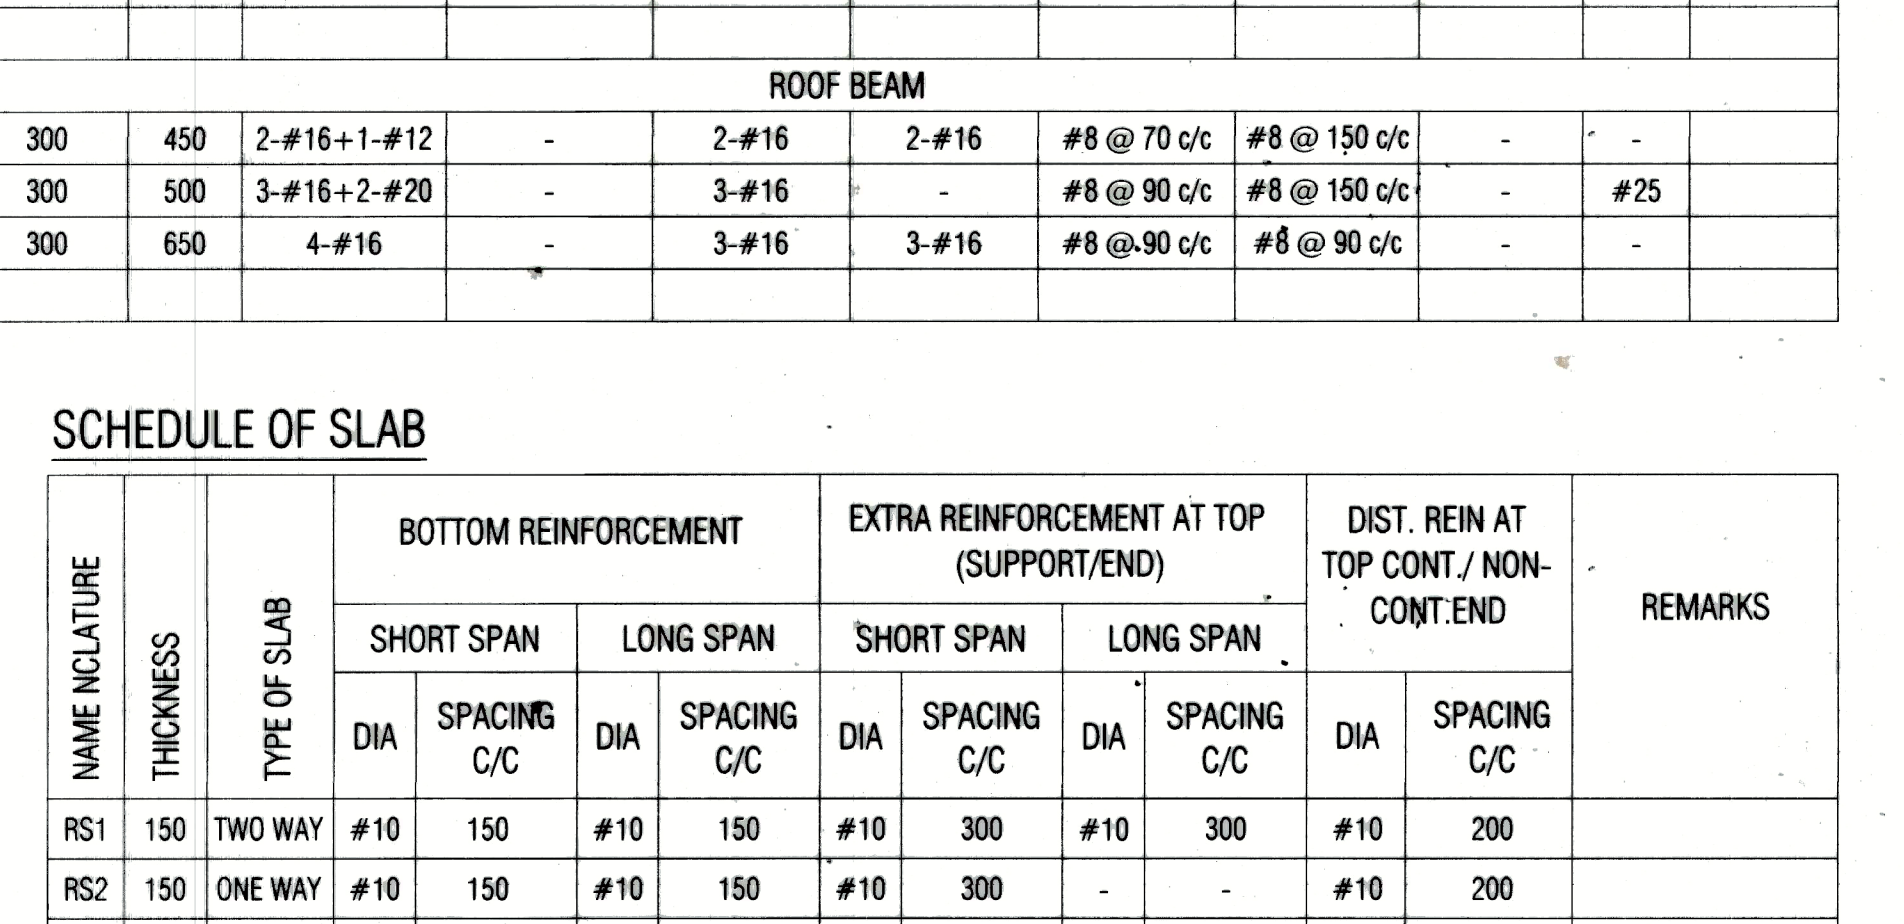 ROOF BEAM
300 450 2-#16+1-#12 - 2-#16 2-#16 #8 @ 70 c/c #8 @ 150 c/c - -
300 500 3-#16+2-#20 - 3-#16 - #8 @ 90 c/c #8 @ 150 c/c - #25
300 650 4-#16 - 3-#16 3-#16 #8 @ 90 c/c #8 @ 90 c/c - -
SCHEDULE OF SLAB
NAME NCLATURE
THICKNESS
TYPE OF SLAB
BOTTOM REINFORCEMENT
EXTRA REINFORCEMENT AT TOP
(SUPPORT/END)
DIST. REIN AT
TOP CONT./ NON-
CONT.END
REMARKS
SHORT SPAN LONG SPAN SHORT SPAN LONG SPAN
DIA
SPACING
C/C
DIA
SPACING
C/C
DIA
SPACING
C/C
DIA
SPACING
C/C
DIA
SPACING
C/C
RS1 150 TWO WAY #10 150 #10 150 #10 300 #10 300 #10 200
RS2 150 ONE WAY #10 150 #10 150 #10 300 - - #10 200